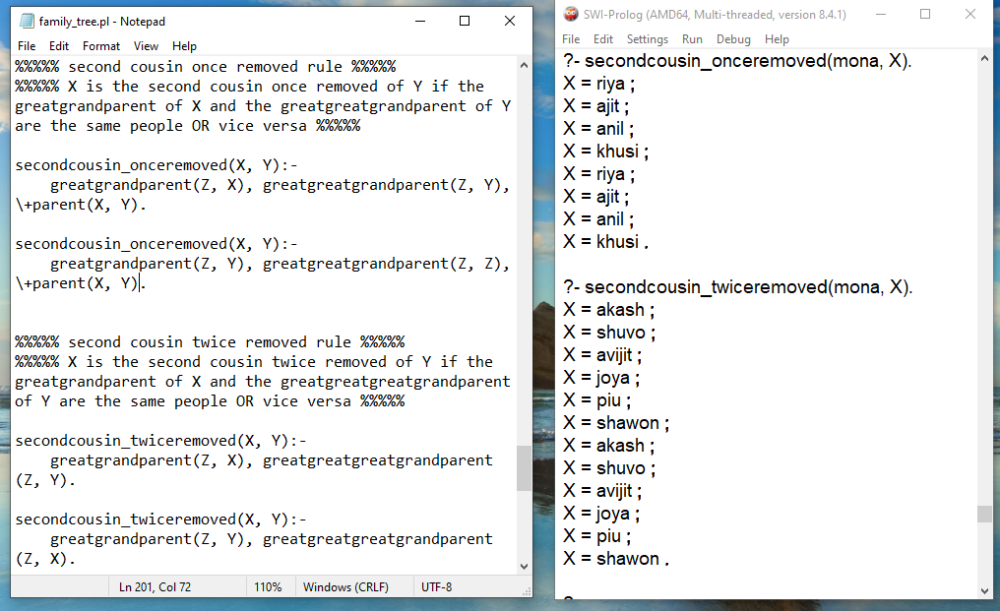 family_tree.pl - Notepad
File Edit Format View Help
%%%%% second cousin once removed rule %%%%%
%%%%% X is the second cousin once removed of Y if the
greatgrandparent of X and the greatgreatgrandparent of Y
are the same people OR vice versa %%%%%
secondcousin_onceremoved(X, Y):-
greatgrandparent(Z, X), greatgreatgrandparent(Z, Y),
\+parent(X, Y).
secondcousin_onceremoved(X, Y):-
greatgrandparent(Z, Y), greatgreatgrandparent(Z, Z),
\+parent(X, Y).
%%%%% second cousin twice removed rule %%%%%
%%%%% X is the second cousin twice removed of Y if the
greatgrandparent of X and the greatgreatgreatgrandparent
of Y are the same people OR vice versa %%%%%
secondcousin_twiceremoved(X, Y):-
greatgrandparent(Z, X), greatgreatgreatgrandparent
(Z, Y).
secondcousin_twiceremoved(X, Y):-
greatgrandparent(Z, Y), greatgreatgreatgrandparent
(Z, X).
Ln 201, Col 72 110% Windows (CRLF) UTF-8
SWI-Prolog (AMD64, Multi-threaded, version 8.4.1)
File Edit Settings Run Debug Help
?- secondcousin_onceremoved(mona, X).
X = riya ;
X = ajit ;
X = anil ;
X = khusi ;
X = riya ;
X = ajit ;
X = anil ;
X = khusi .
?- secondcousin_twiceremoved(mona, X).
X = akash ;
X = shuvo ;
X = avijit ;
X = joya ;
X = piu ;
X = shawon ;
X = akash ;
X = shuvo ;
X = avijit ;
X = joya ;
X = piu ;
X = shawon .